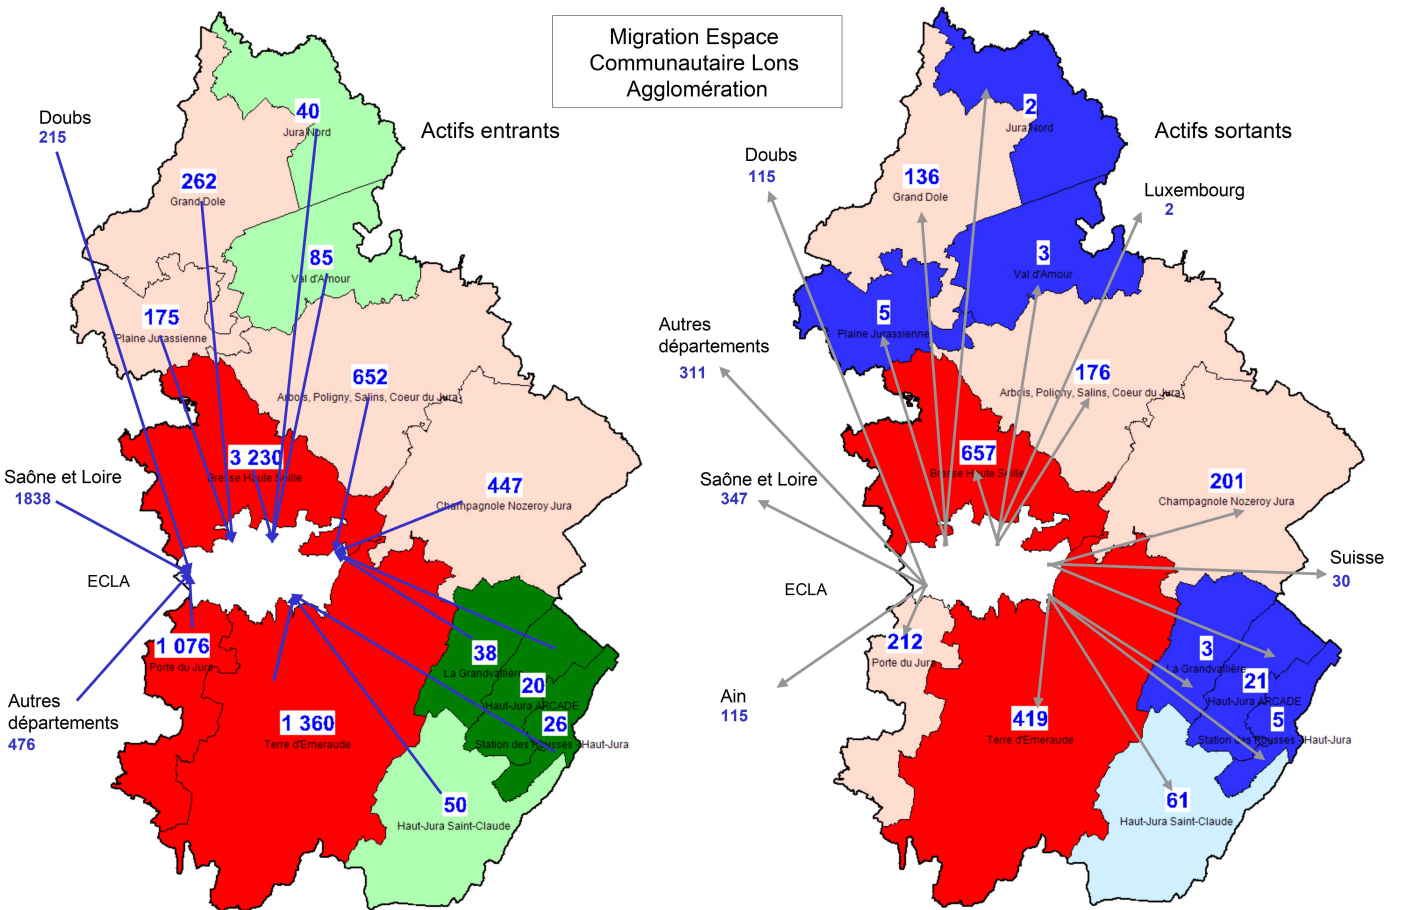 Migration Espace
Communautaire Lons
Agglomération
Actifs entrants
Doubs
215
40
Jura Nord
262
Grand Dole
85
Val d'Amour
175
Plaine Jurassienne
652
Arbois, Poligny, Salins, Coeur du Jura
3 230
Bresse Haute Seille
447
Champagnole Nozeroy Jura
Saône et Loire
1838
ECLA
1 076
Porte du Jura
38
La Grandvallière
20
Haut-Jura ARCADE
26
Station des Rousses - Haut-Jura
Autres
départements
476
1 360
Terre d'Emeraude
50
Haut-Jura Saint-Claude
Actifs sortants
Doubs
115
2
Jura Nord
136
Grand Dole
Luxembourg
2
3
Val d'Amour
5
Plaine Jurassienne
Autres
départements
311
176
Arbois, Poligny, Salins, Coeur du Jura
657
Bresse Haute Seille
201
Champagnole Nozeroy Jura
Saône et Loire
347
Suisse
30
ECLA
212
Porte du Jura
3
La Grandvallière
21
Haut-Jura ARCADE
5
Station des Rousses - Haut-Jura
Ain
115
419
Terre d'Emeraude
61
Haut-Jura Saint-Claude